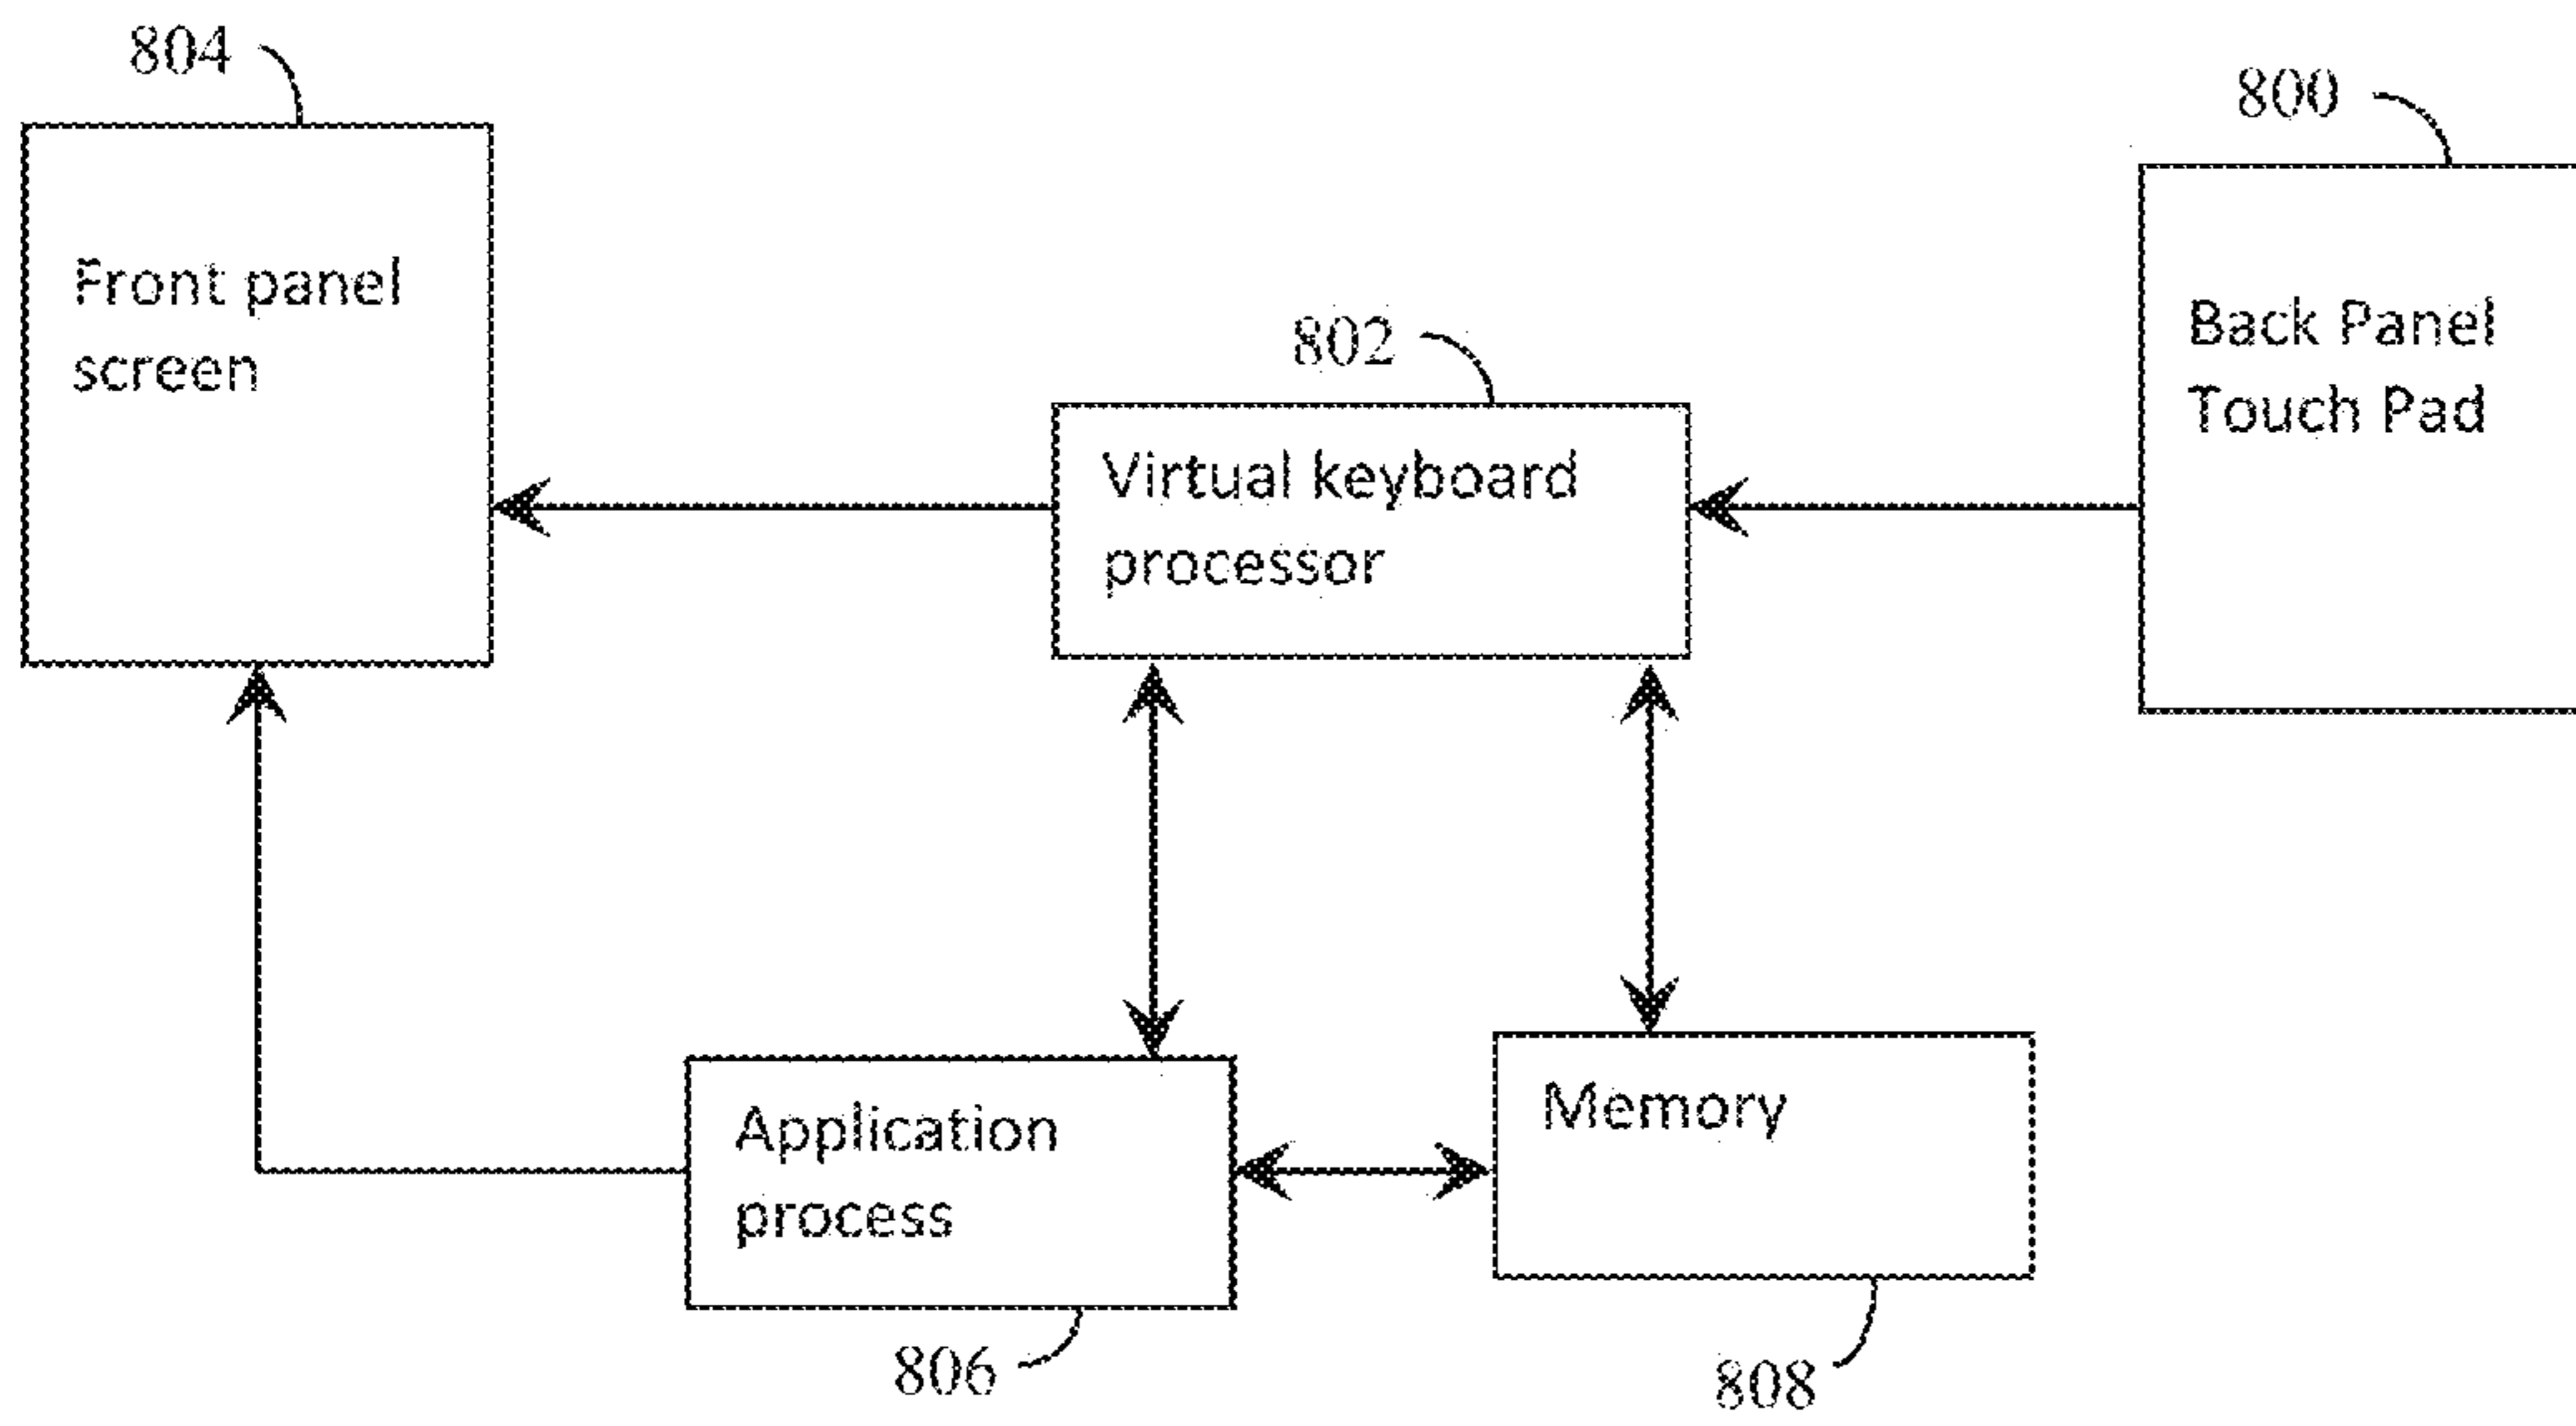 804
800
Front panel
screen
802
Back Panel
Touch Pad
Virtual keyboard
processor
Application
process
Memory
806
808